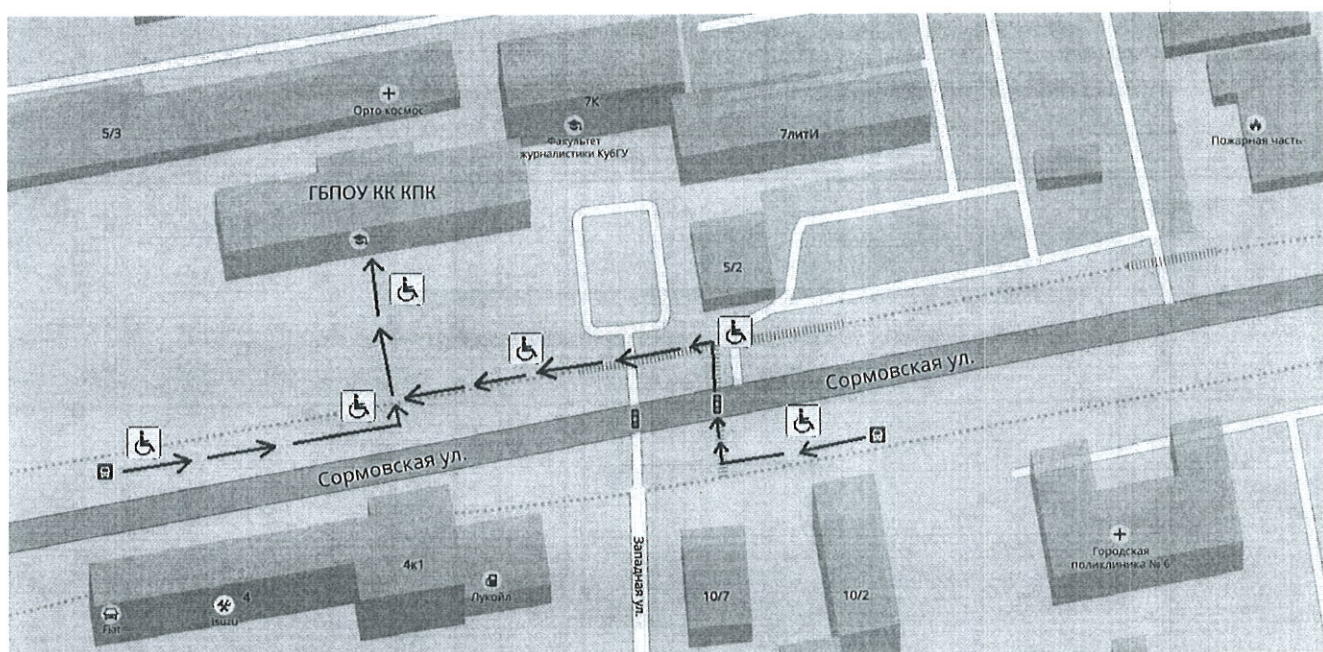 7К
Орто космос
5/3
Факультет
журналистики КубГУ
7литИ
Пожарная часть
ГБПОУ КК КПК
5/2
Сормовская ул.
Сормовская ул.
Западная ул.
4к1
4
Лукойл
Fiat
Isuzu
10/7
10/2
Городская
поликлиника № 6